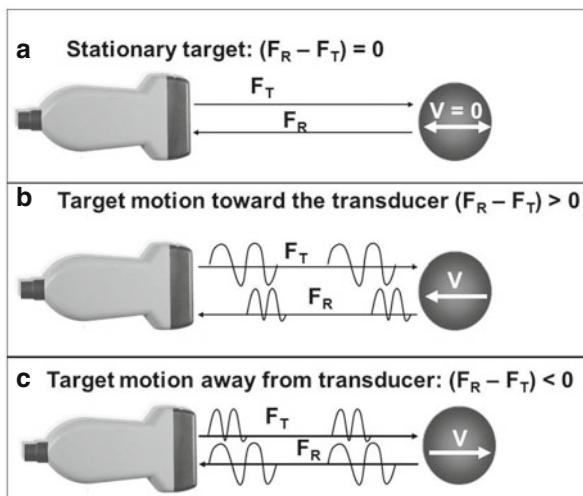 a Stationary target: (F_R – F_T) = 0
F_T
F_R
V = 0
b Target motion toward the transducer (F_R – F_T) > 0
F_T
F_R
V
c Target motion away from transducer: (F_R – F_T) < 0
F_T
F_R
V